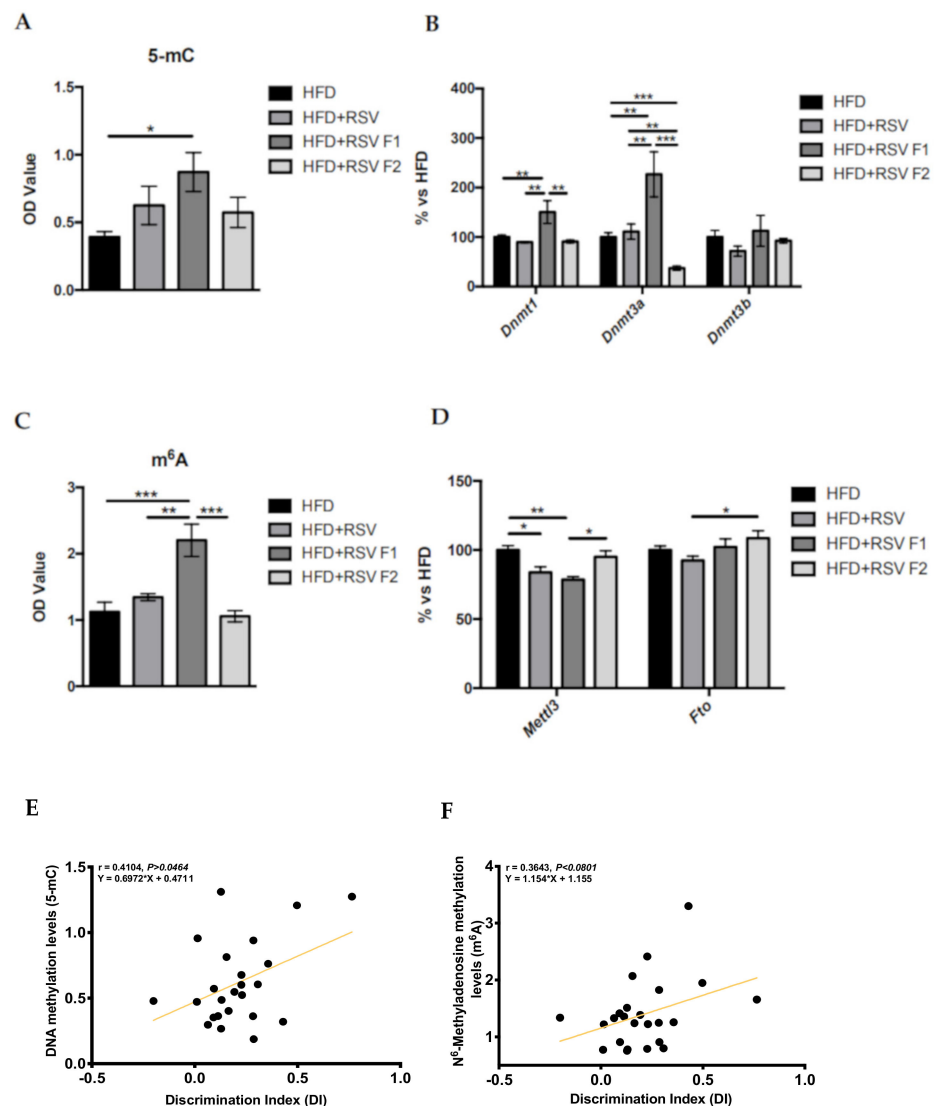 A
5-mC
OD Value
1.5
1.0
0.5
0.0
*
HFD
HFD+RSV
HFD+RSV F1
HFD+RSV F2
B
% vs HFD
400
300
200
100
0
***
**
**
** ***
**
** **
Dnmt1
Dnmt3a
Dnmt3b
HFD
HFD+RSV
HFD+RSV F1
HFD+RSV F2
C
m⁶A
OD Value
3
2
1
0
***
** ***
HFD
HFD+RSV
HFD+RSV F1
HFD+RSV F2
D
% vs HFD
150
100
50
0
**
*
*
*
Mettl3
Fto
HFD
HFD+RSV
HFD+RSV F1
HFD+RSV F2
E
r = 0.4104, P>0.0464
Y = 0.6972*X + 0.4711
DNA methylation levels (5-mC)
1.5
1.0
0.5
0.0
-0.5 0.0 0.5 1.0
Discrimination Index (DI)
F
r = 0.3643, P<0.0801
Y = 1.154*X + 1.155
N⁶-Methyladenosine methylation
levels (m⁶A)
4
3
2
1
-0.5 0.0 0.5 1.0
Discrimination Index (DI)